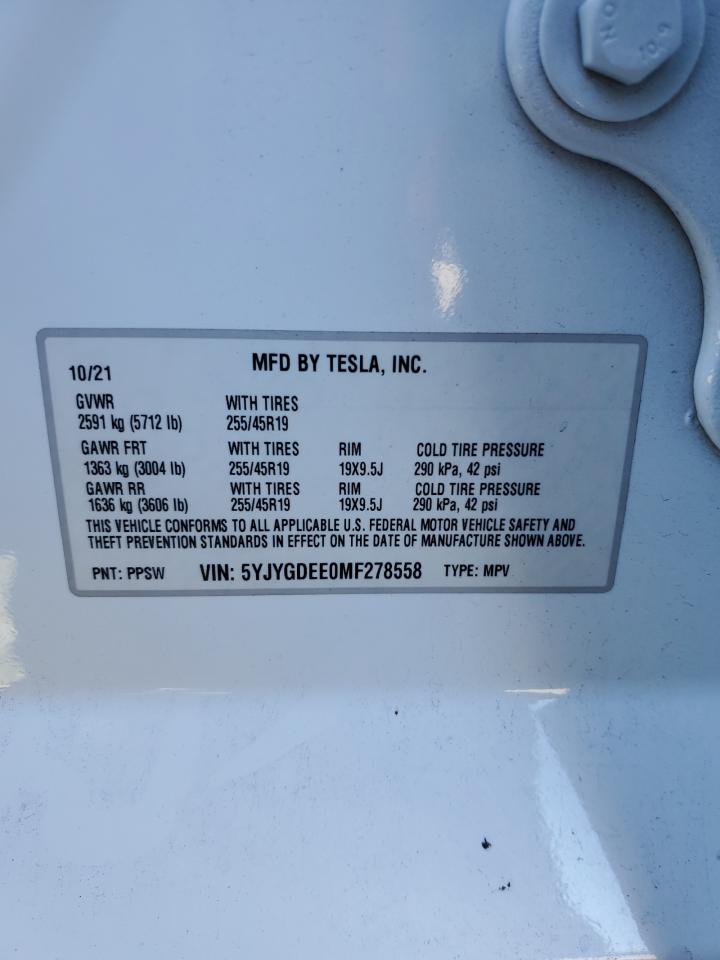 10.9
10/21 MFD BY TESLA, INC.
GVWR WITH TIRES
2591 kg (5712 lb) 255/45R19
GAWR FRT WITH TIRES RIM COLD TIRE PRESSURE
1363 kg (3004 lb) 255/45R19 19X9.5J 290 kPa, 42 psi
GAWR RR WITH TIRES RIM COLD TIRE PRESSURE
1636 kg (3606 lb) 255/45R19 19X9.5J 290 kPa, 42 psi
THIS VEHICLE CONFORMS TO ALL APPLICABLE U.S. FEDERAL MOTOR VEHICLE SAFETY AND
THEFT PREVENTION STANDARDS IN EFFECT ON THE DATE OF MANUFACTURE SHOWN ABOVE.
PNT: PPSW VIN: 5YJYGDEE0MF278558 TYPE: MPV